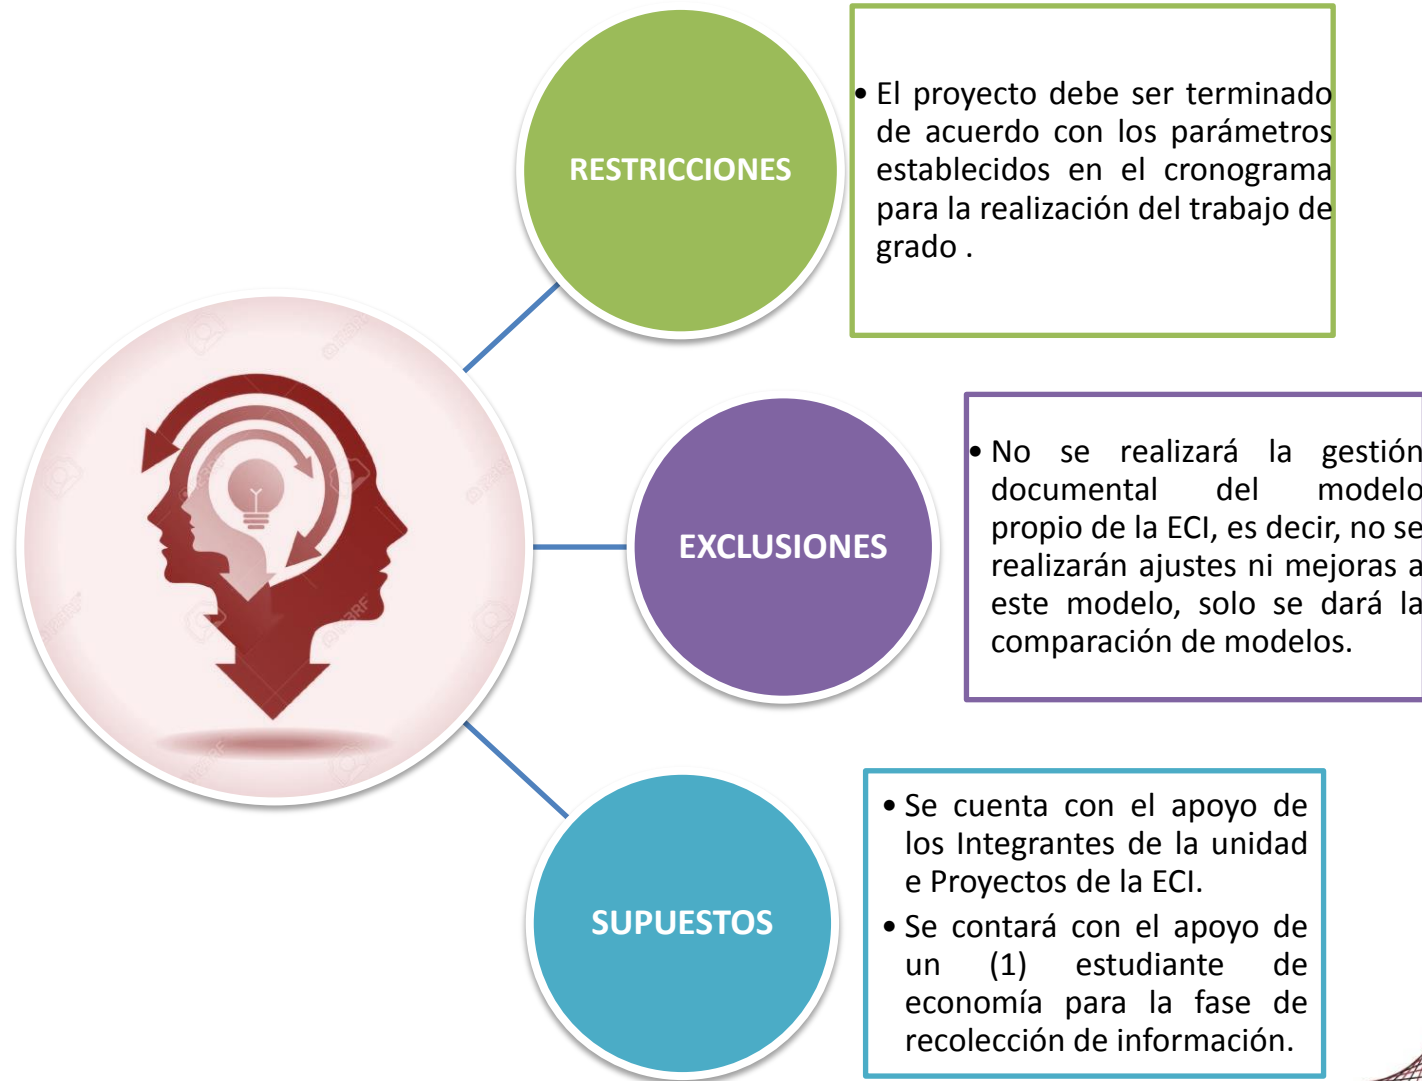 RESTRICCIONES
• El proyecto debe ser terminado
de acuerdo con los parámetros
establecidos en el cronograma
para la realización del trabajo de
grado .
EXCLUSIONES
• No se realizará la gestión
documental del modelo
propio de la ECI, es decir, no se
realizarán ajustes ni mejoras a
este modelo, solo se dará la
comparación de modelos.
SUPUESTOS
• Se cuenta con el apoyo de
los Integrantes de la unidad
e Proyectos de la ECI.
• Se contará con el apoyo de
un (1) estudiante de
economía para la fase de
recolección de información.